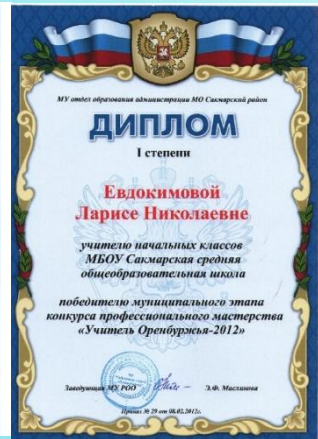 МУ отдел образования администрации МО Сакмарский район
ДИПЛОМ
I степени
Евдокимовой
Ларисе Николаевне
учителю начальных классов
МБОУ Сакмарская средняя
общеобразовательная школа
победителю муниципального этапа
конкурса профессионального мастерства
«Учитель Оренбуржья-2012»
Заведующая МУ РОО
Э.Ф. Маслинова
Приказ № 29 от 08.02.2012г.